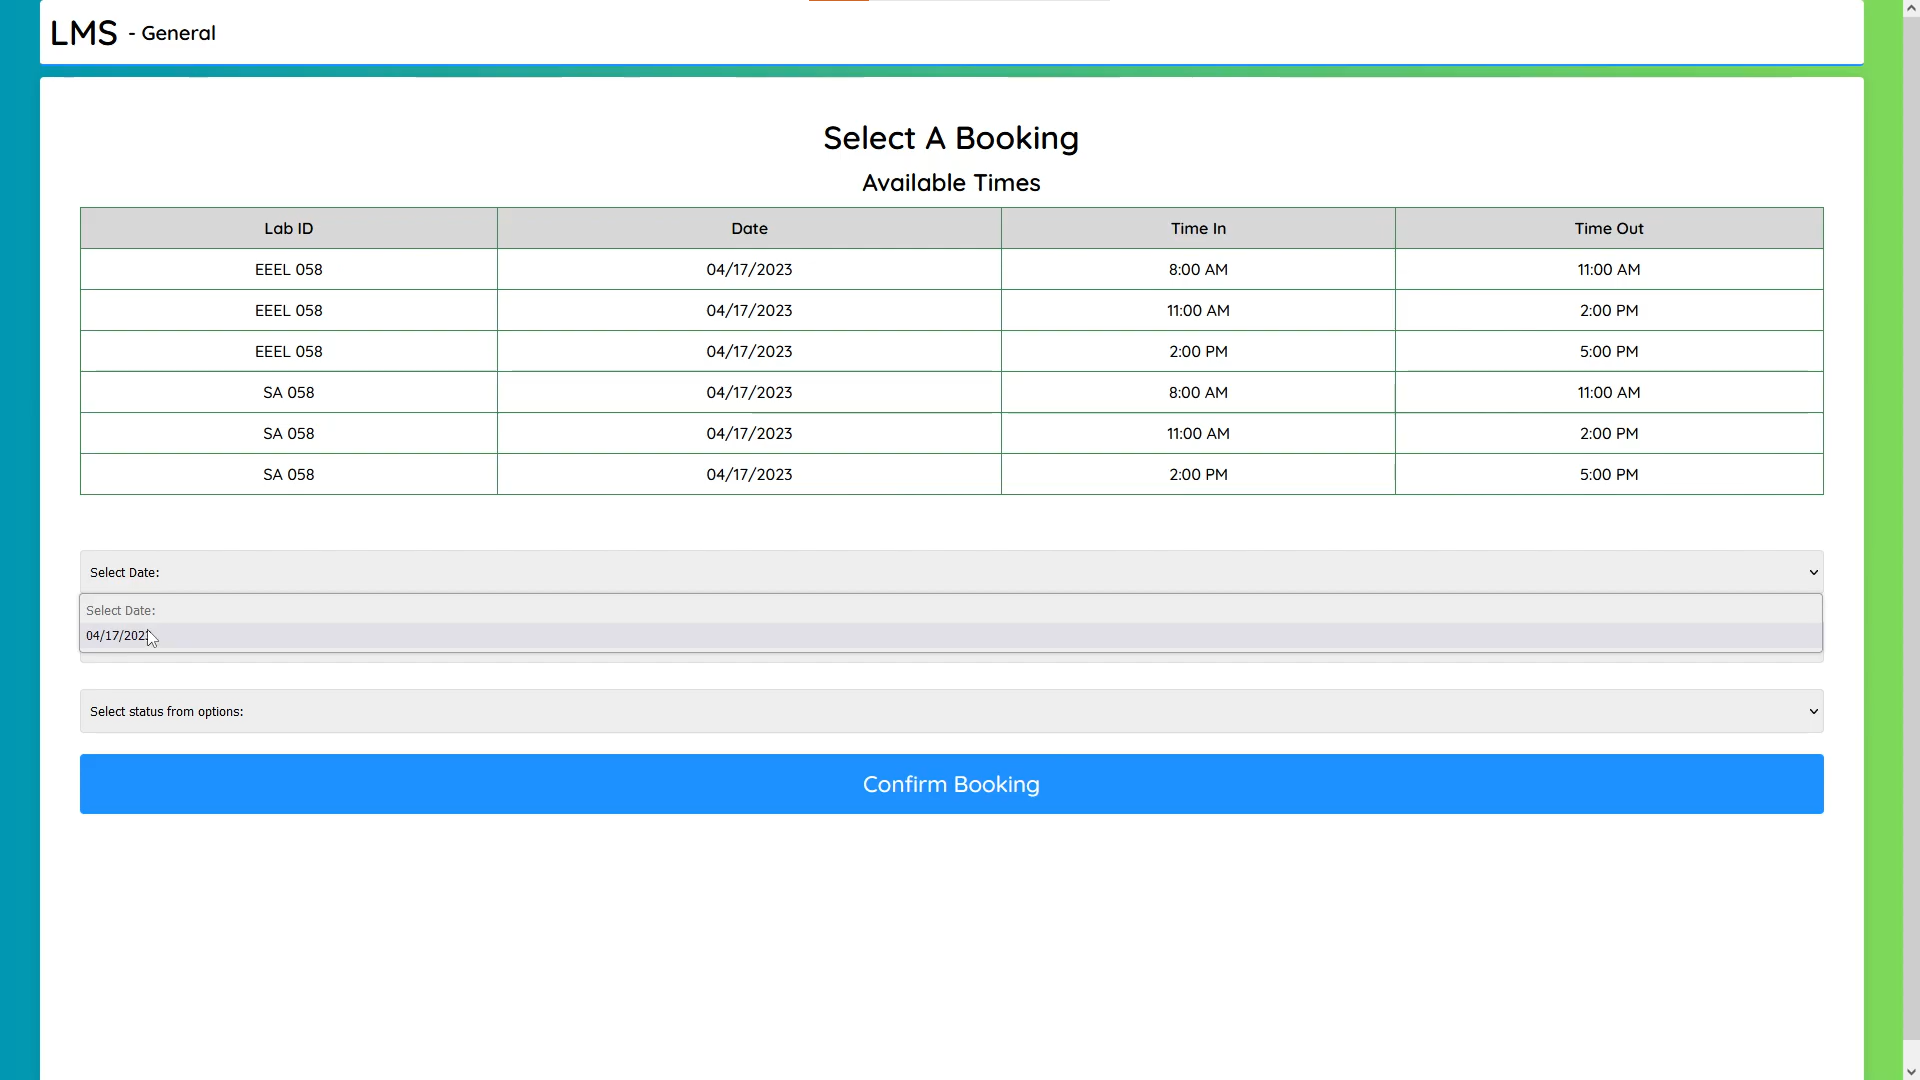 LMS - General
Select A Booking
Available Times
Lab ID Date Time In Time Out
EEEL 058 04/17/2023 8:00 AM 11:00 AM
EEEL 058 04/17/2023 11:00 AM 2:00 PM
EEEL 058 04/17/2023 2:00 PM 5:00 PM
SA 058 04/17/2023 8:00 AM 11:00 AM
SA 058 04/17/2023 11:00 AM 2:00 PM
SA 058 04/17/2023 2:00 PM 5:00 PM
Select Date:
Select Date:
04/17/2023
Select status from options:
Confirm Booking